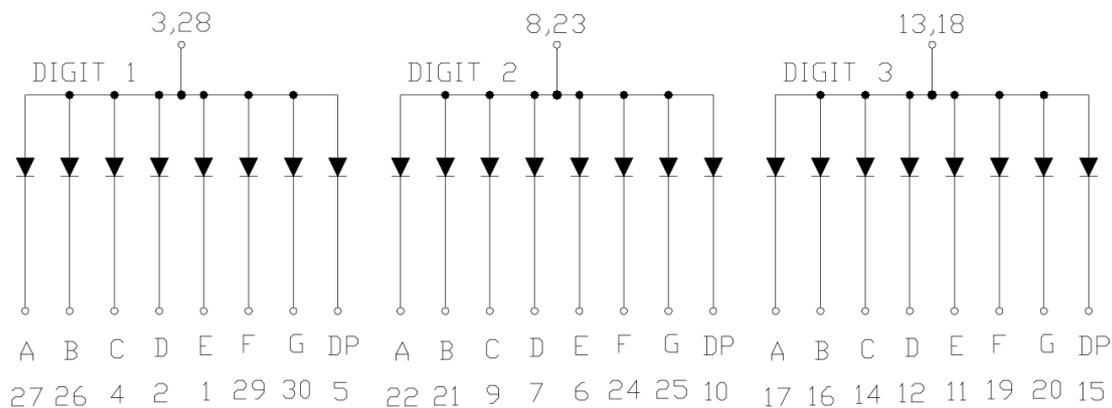 3,28 8,23 13,18
DIGIT 1 DIGIT 2 DIGIT 3
A B C D E F G DP A B C D E F G DP A B C D E F G DP
27 26 4 2 1 29 30 5 22 21 9 7 6 24 25 10 17 16 14 12 11 19 20 15